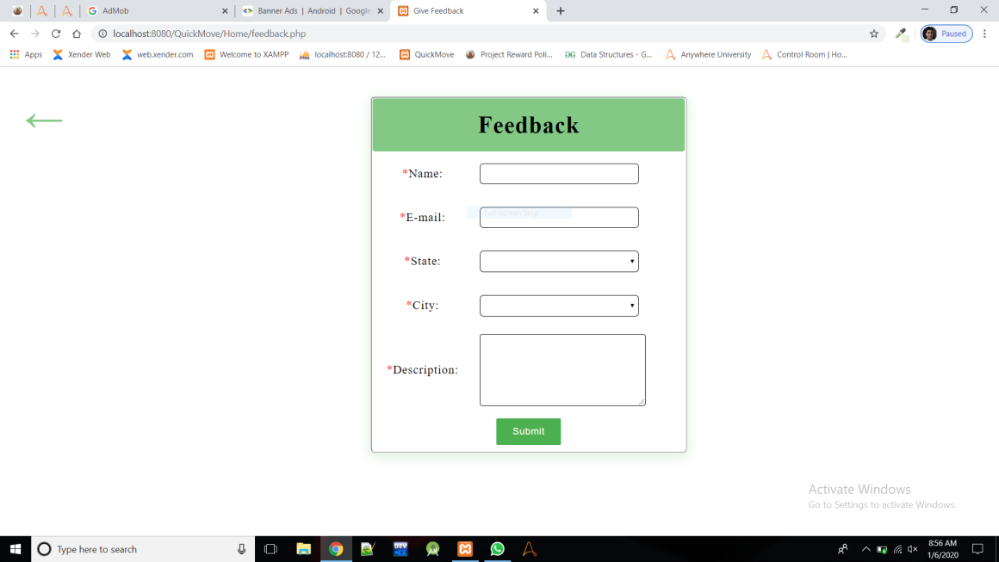 AdMob
Banner Ads | Android | Google
Give Feedback
localhost:8080/QuickMove/Home/feedback.php
Paused
Apps
Xender Web
web.xender.com
Welcome to XAMPP
localhost:8080 / 12...
QuickMove
Project Reward Poli...
Data Structures - G...
Anywhere University
Control Room | Ho...
Feedback
*Name:
*E-mail:
Full-screen Snip
*State:
*City:
*Description:
Submit
Activate Windows
Go to Settings to activate Windows.
Type here to search
DEV
8:56 AM
1/6/2020